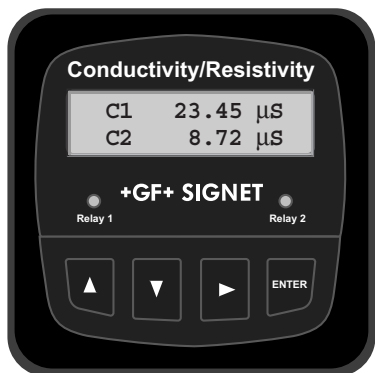 Conductivity/Resistivity
C1 23.45 µS
C2 8.72 µS
+GF+ SIGNET
Relay 1 Relay 2
ENTER